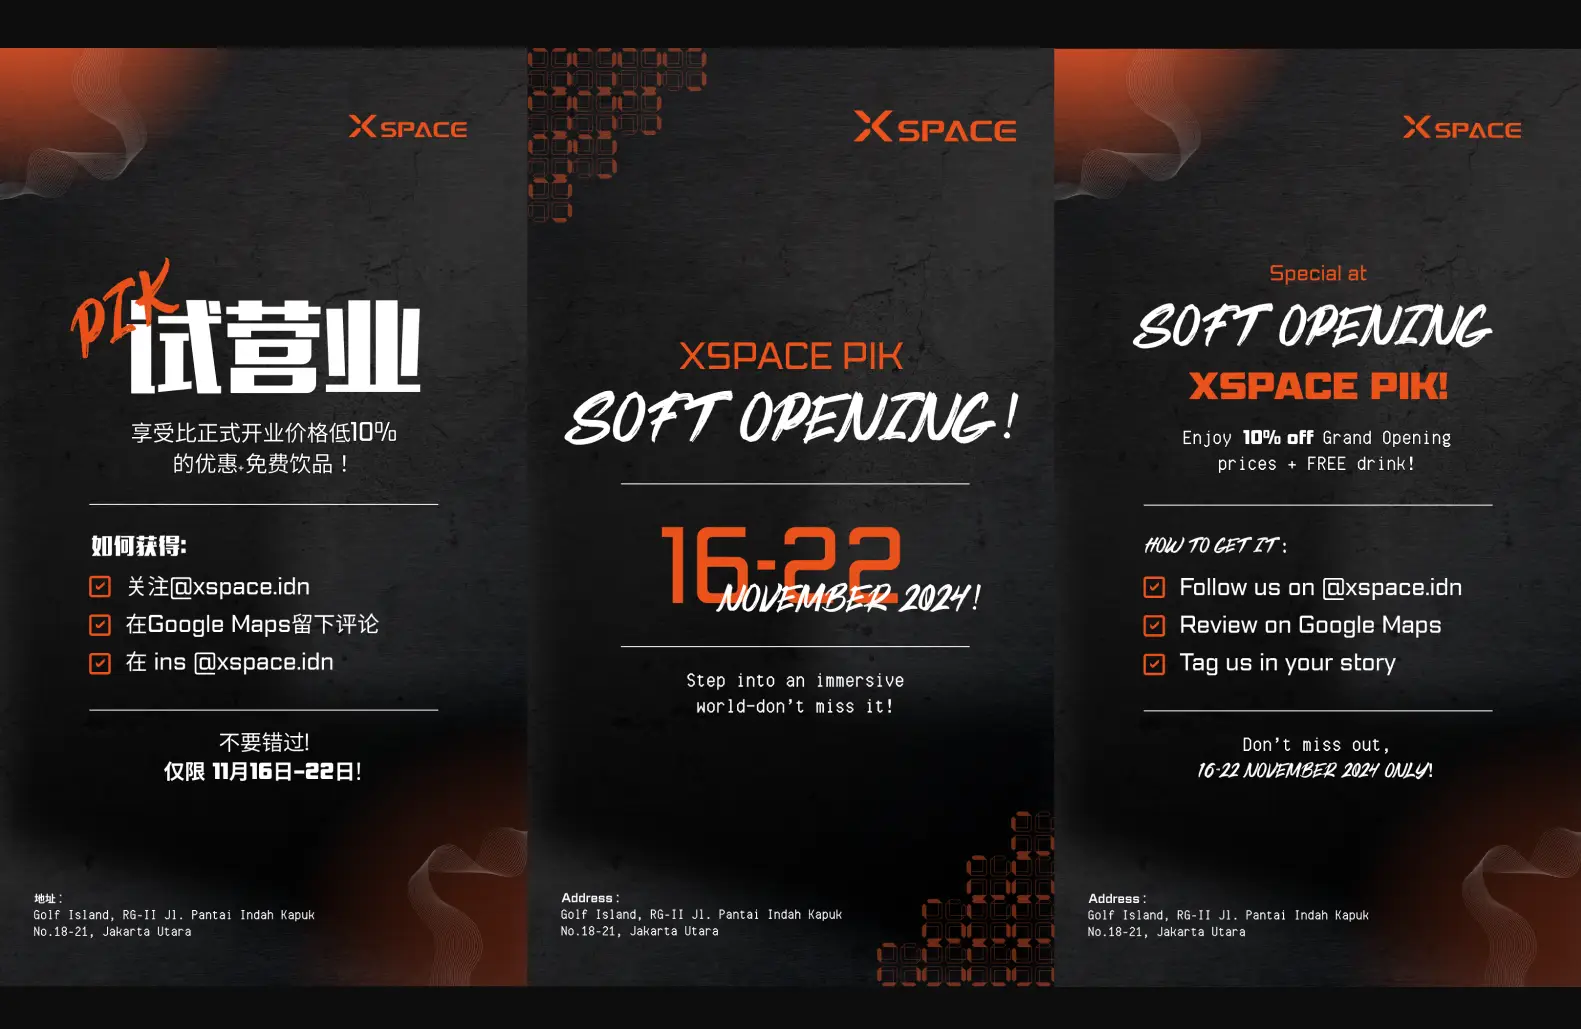 XSPACE
PIK
试营业
享受比正式开业价格低10%
的优惠+免费饮品！
如何获得:
关注@xspace.idn
在Google Maps留下评论
在 ins @xspace.idn
不要错过!
仅限 11月16日-22日!
地址：
Golf Island, RG-II Jl. Pantai Indah Kapuk
No.18-21, Jakarta Utara
XSPACE
XSPACE PIK
SOFT OPENING!
16-22
NOVEMBER 2024!
Step into an immersive
world-don't miss it!
Address :
Golf Island, RG-II Jl. Pantai Indah Kapuk
No.18-21, Jakarta Utara
XSPACE
Special at
SOFT OPENING
XSPACE PIK!
Enjoy 10% off Grand Opening
prices + FREE drink!
HOW TO GET IT :
Follow us on @xspace.idn
Review on Google Maps
Tag us in your story
Don't miss out,
16-22 NOVEMBER 2024 ONLY!
Address :
Golf Island, RG-II Jl. Pantai Indah Kapuk
No.18-21, Jakarta Utara